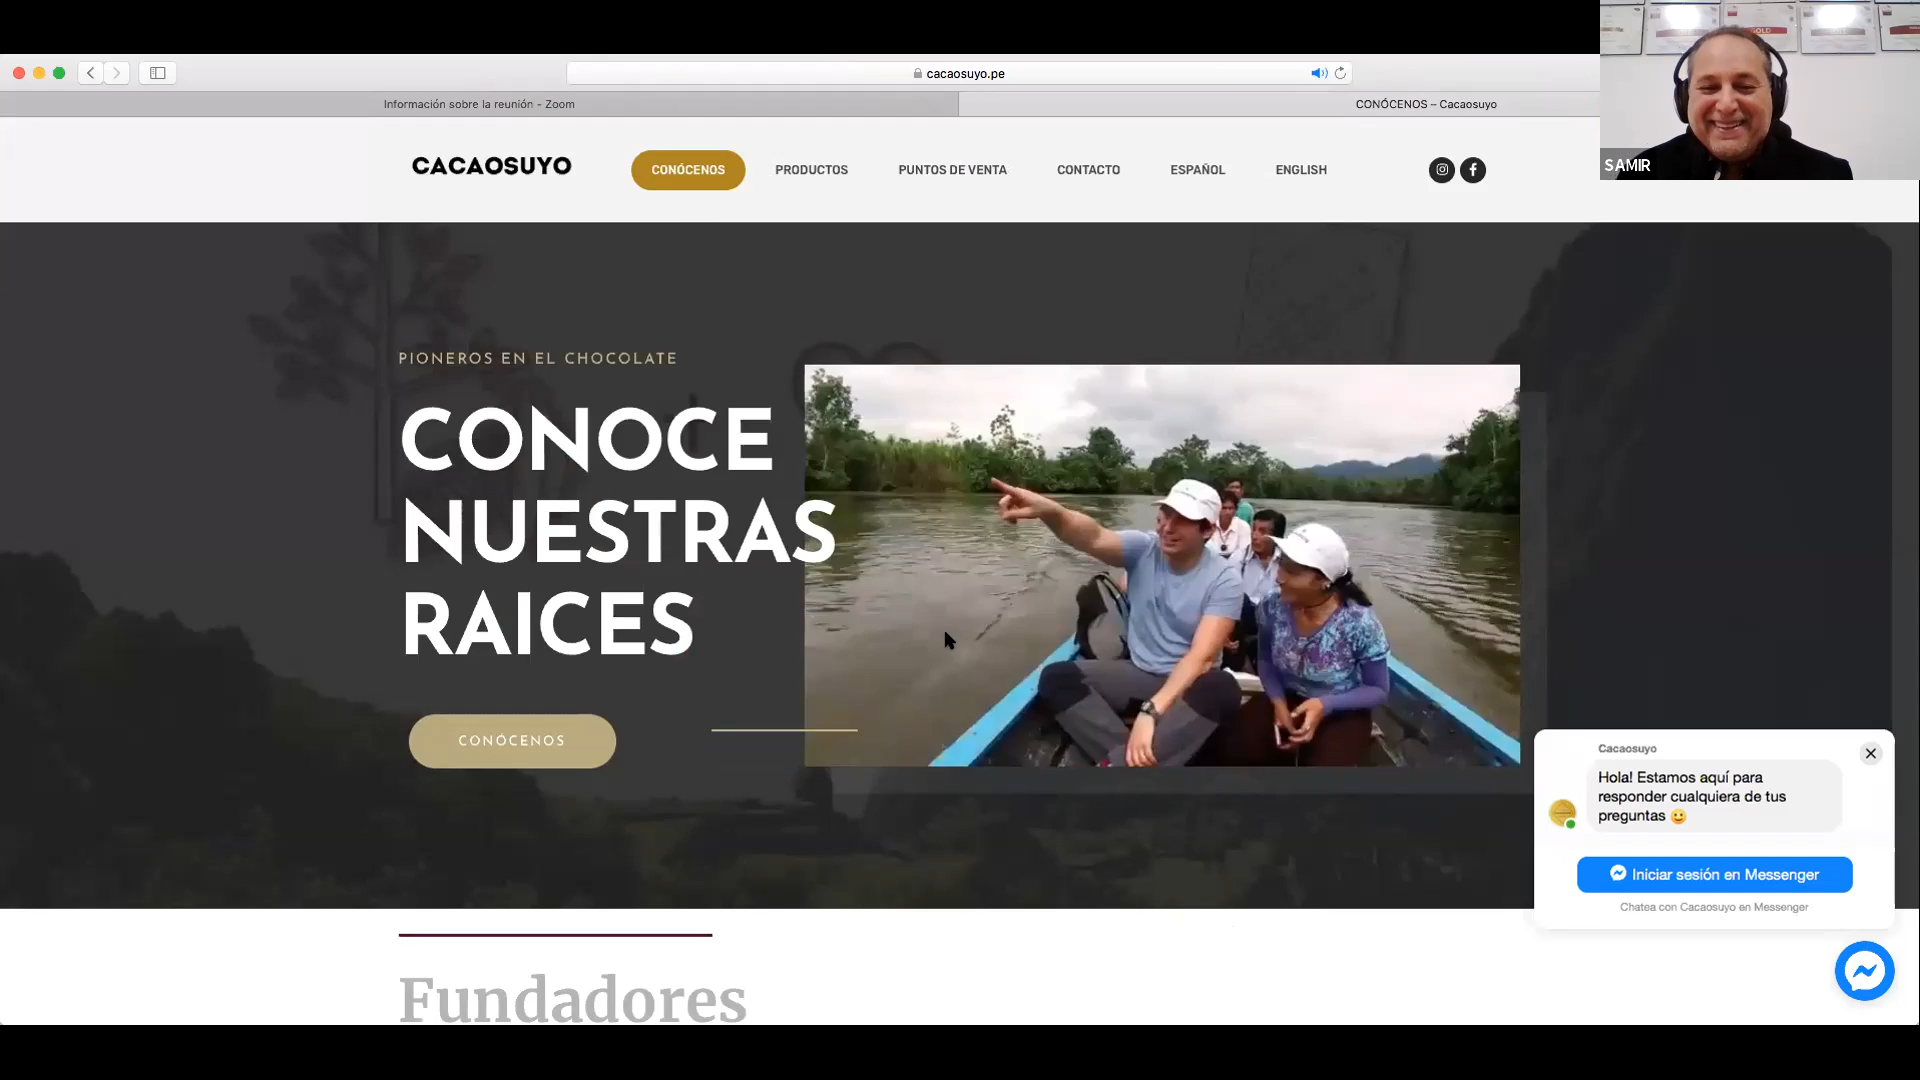 cacaosuyo.pe
Información sobre la reunión - Zoom
CONÓCENOS – Cacaosuyo
CACAOSUYO
CONÓCENOS
PRODUCTOS
PUNTOS DE VENTA
CONTACTO
ESPAÑOL
ENGLISH
GOLD
SAMIR
PIONEROS EN EL CHOCOLATE
CONOCE
NUESTRAS
RAICES
CONÓCENOS
Cacaosuyo
Hola! Estamos aquí para
responder cualquiera de tus
preguntas 🙂
Iniciar sesión en Messenger
Chatea con Cacaosuyo en Messenger
Fundadores